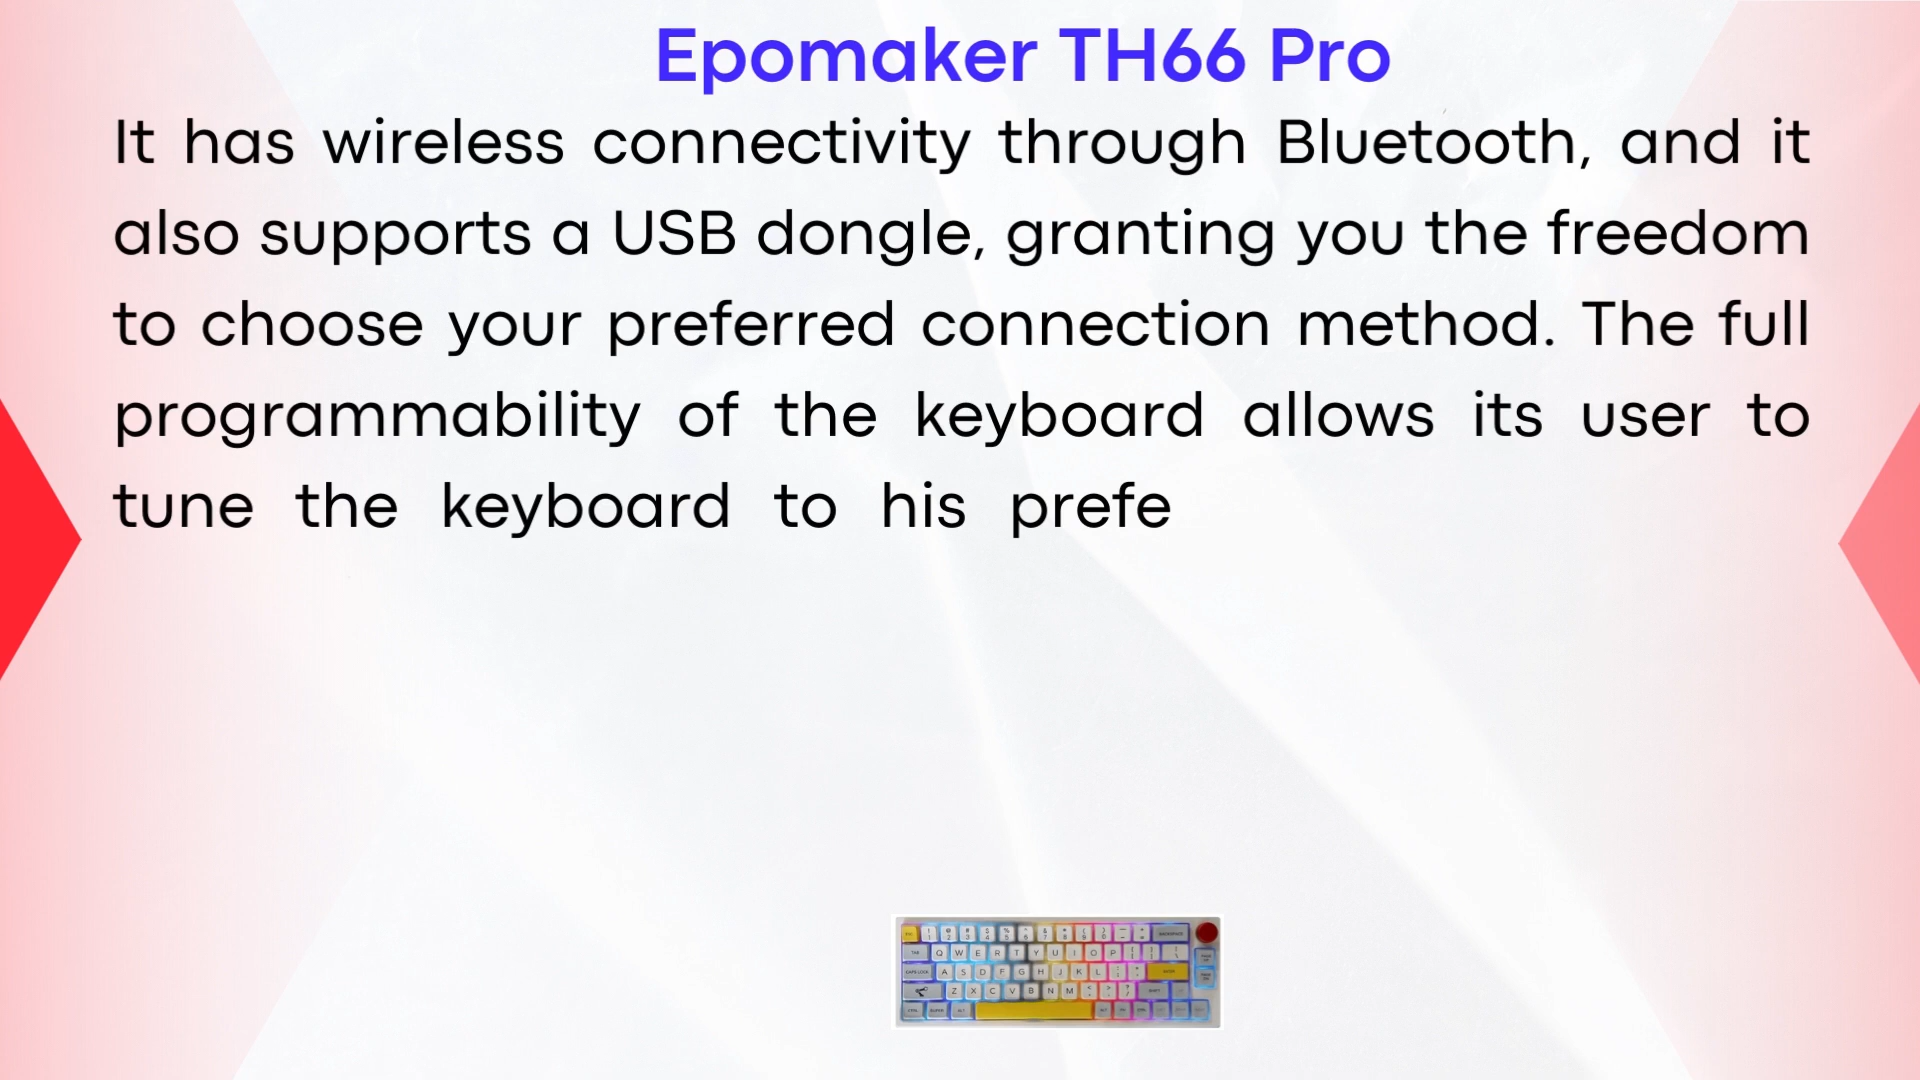 Epomaker TH66 Pro
It has wireless connectivity through Bluetooth, and it
also supports a USB dongle, granting you the freedom
to choose your preferred connection method. The full
programmability of the keyboard allows its user to
tune the keyboard to his prefe
Q W E R T Y U I O P
A S D F G H J K L
Z X C V B N M